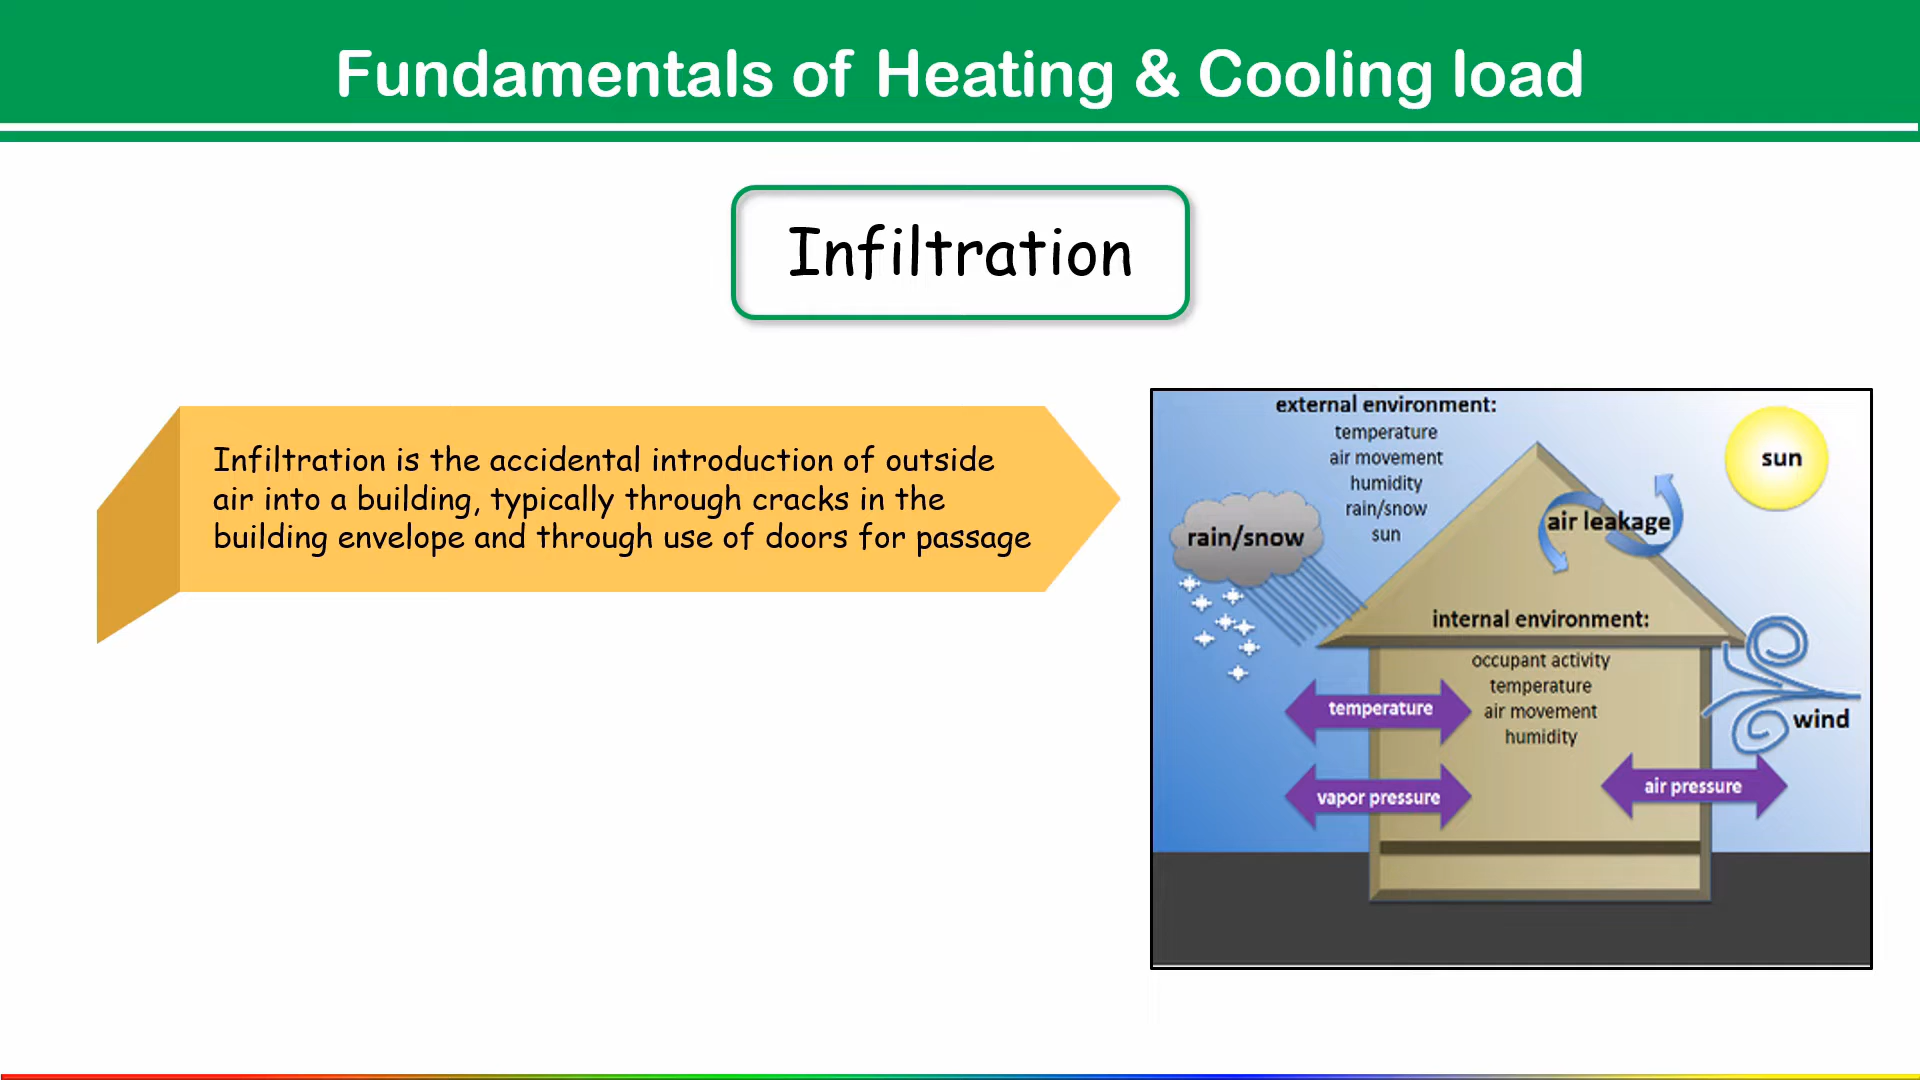 Fundamentals of Heating & Cooling load
Infiltration
Infiltration is the accidental introduction of outside
air into a building, typically through cracks in the
building envelope and through use of doors for passage
external environment:
temperature
air movement
humidity
rain/snow
sun
sun
rain/snow
air leakage
internal environment:
occupant activity
temperature
air movement
humidity
temperature
vapor pressure
wind
air pressure